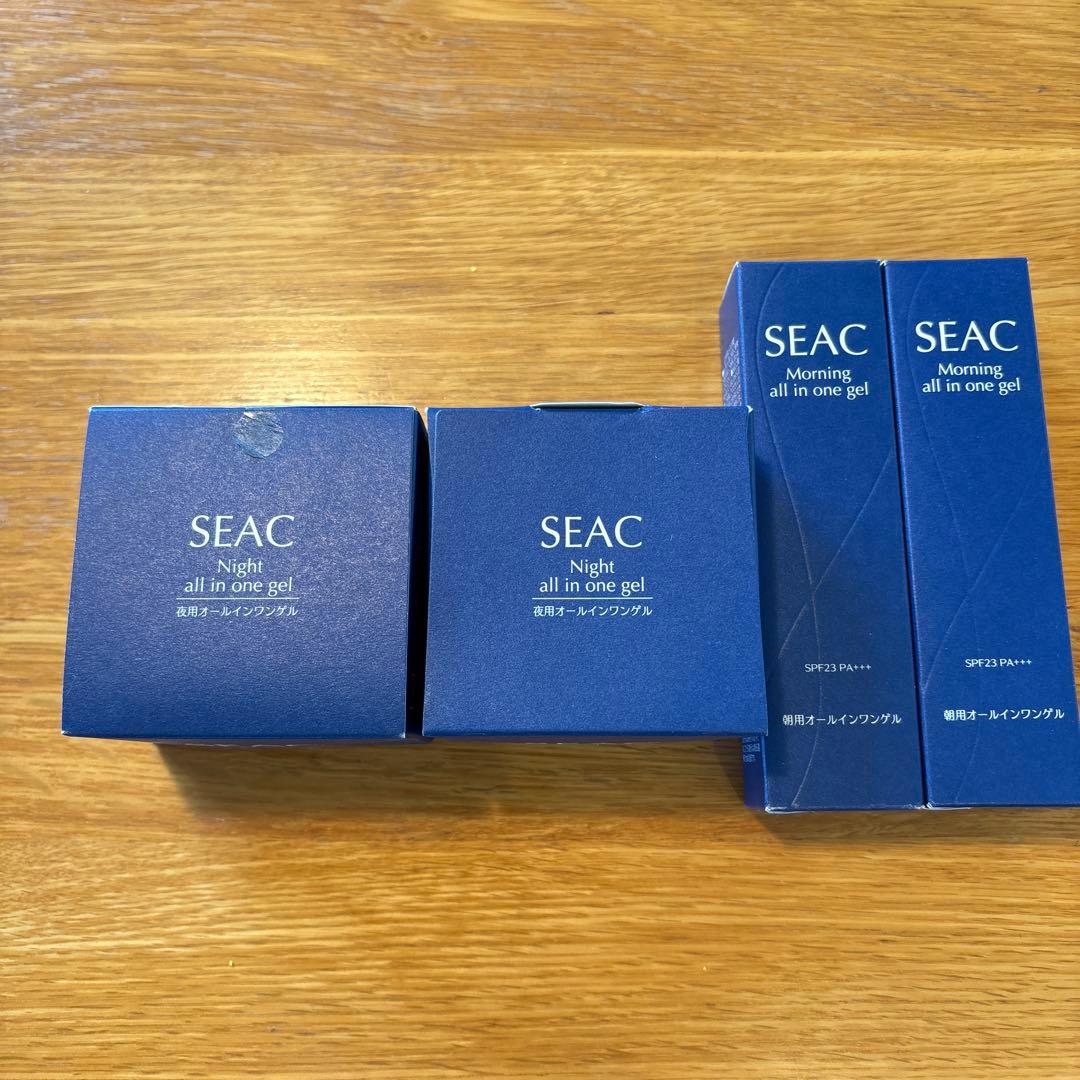 SEAC
Night
all in one gel
夜用オールインワンゲル
SEAC
Night
all in one gel
夜用オールインワンゲル
SEAC
Morning
all in one gel
SPF23 PA+++
朝用オールインワンゲル
SEAC
Morning
all in one gel
SPF23 PA+++
朝用オールインワンゲル